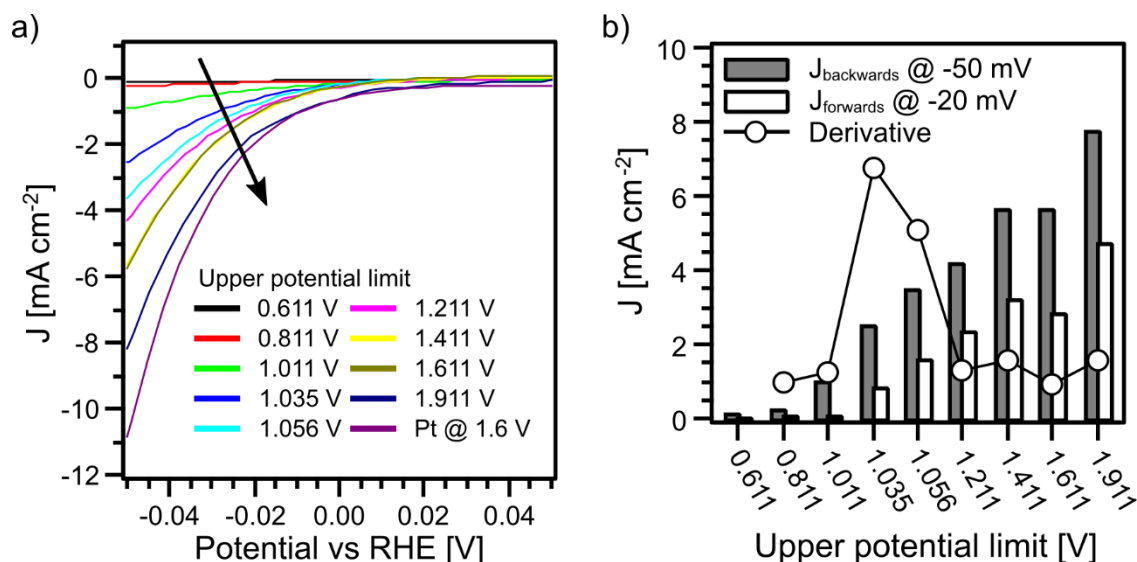 a)
J [mA cm⁻²]
0
-2
-4
-6
-8
-10
-12
Upper potential limit
0.611 V
0.811 V
1.011 V
1.035 V
1.056 V
1.211 V
1.411 V
1.611 V
1.911 V
Pt @ 1.6 V
-0.04
-0.02
0.00
0.02
0.04
Potential vs RHE [V]
b)
J [mA cm⁻²]
10
8
6
4
2
0
J backwards @ -50 mV
J forwards @ -20 mV
Derivative
0.611
0.811
1.011
1.035
1.056
1.211
1.411
1.611
1.911
Upper potential limit [V]